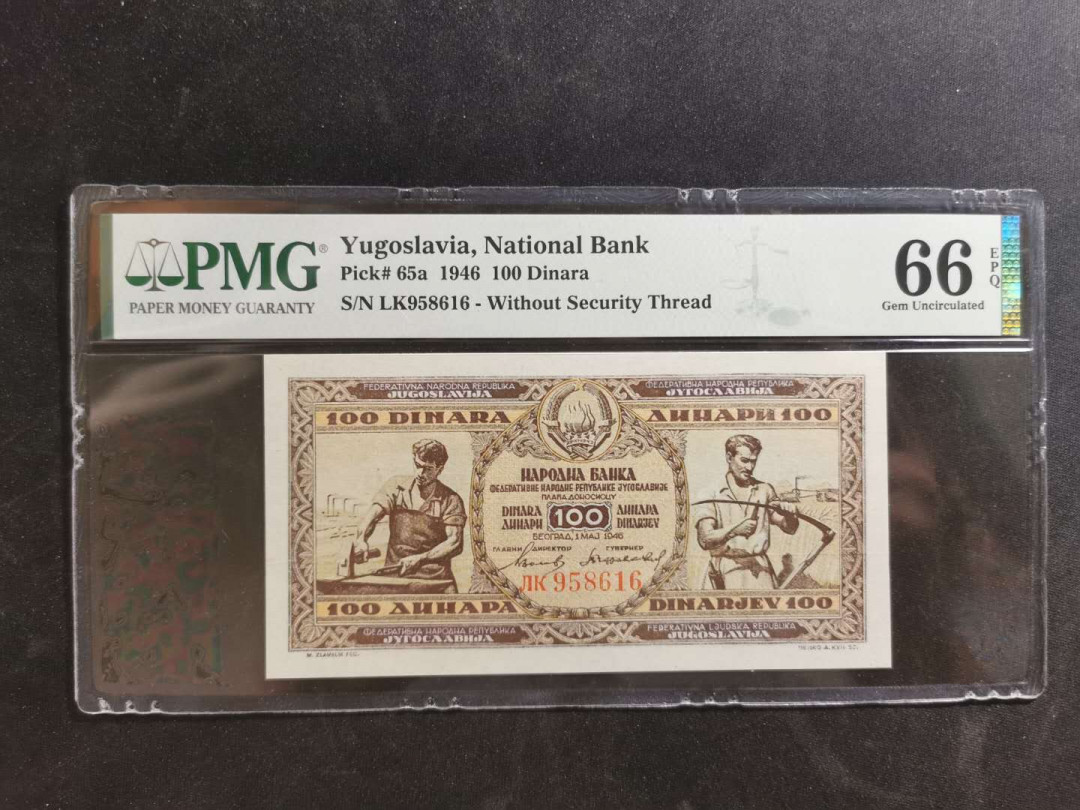 PMG®
PAPER MONEY GUARANTY
Yugoslavia, National Bank
Pick# 65a 1946 100 Dinara
S/N LK958616 - Without Security Thread
66
EPQ
Gem Uncirculated
FEDERATIVNA NARODNA REPUBLIKA
JUGOSLAVIJA
ФЕДЕРАТИВНА НАРОДНА РЕПУБЛИКА
ЈУГОСЛАВИЈА
100 DINARA
ДИНАРИ 100
НАРОДНА БАНКА
ФЕДЕРАТИВНЕ НАРОДНЕ РЕПУБЛИКЕ ЈУГОСЛАВИЈЕ
ПЛАЋА ДОНОСИОЦУ
DINARA
ДИНАРИ
100
ДИНАРА
DINARJEV
БЕОГРАД, 1 МАЈ 1946
ГЛАВНИ ДИРЕКТОР
ГУВЕРНЕР
ЛК 958616
100 ДИНАРА
DINARJEV 100
ФЕДЕРАТИВНА НАРОДНА РЕПУБЛИКА
ЈУГОСЛАВИЈА
FEDERATIVNA LJUDSKA REPUBLIKA
JUGOSLAVIJA